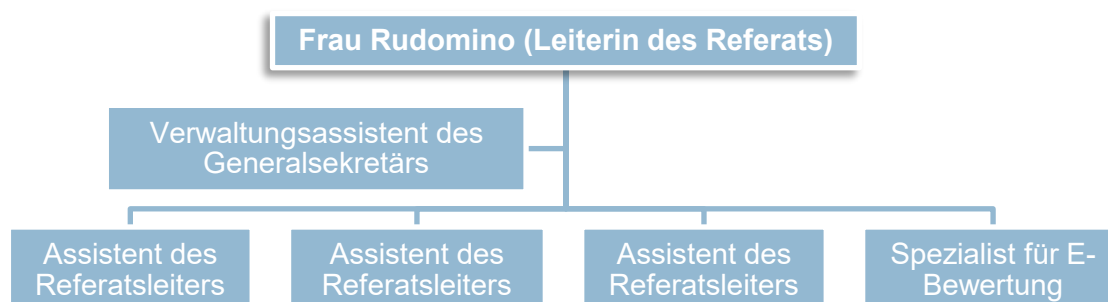 Frau Rudomino (Leiterin des Referats)
Verwaltungsassistent des
Generalsekretärs
Assistent des
Referatsleiters
Assistent des
Referatsleiters
Assistent des
Referatsleiters
Spezialist für E-
Bewertung